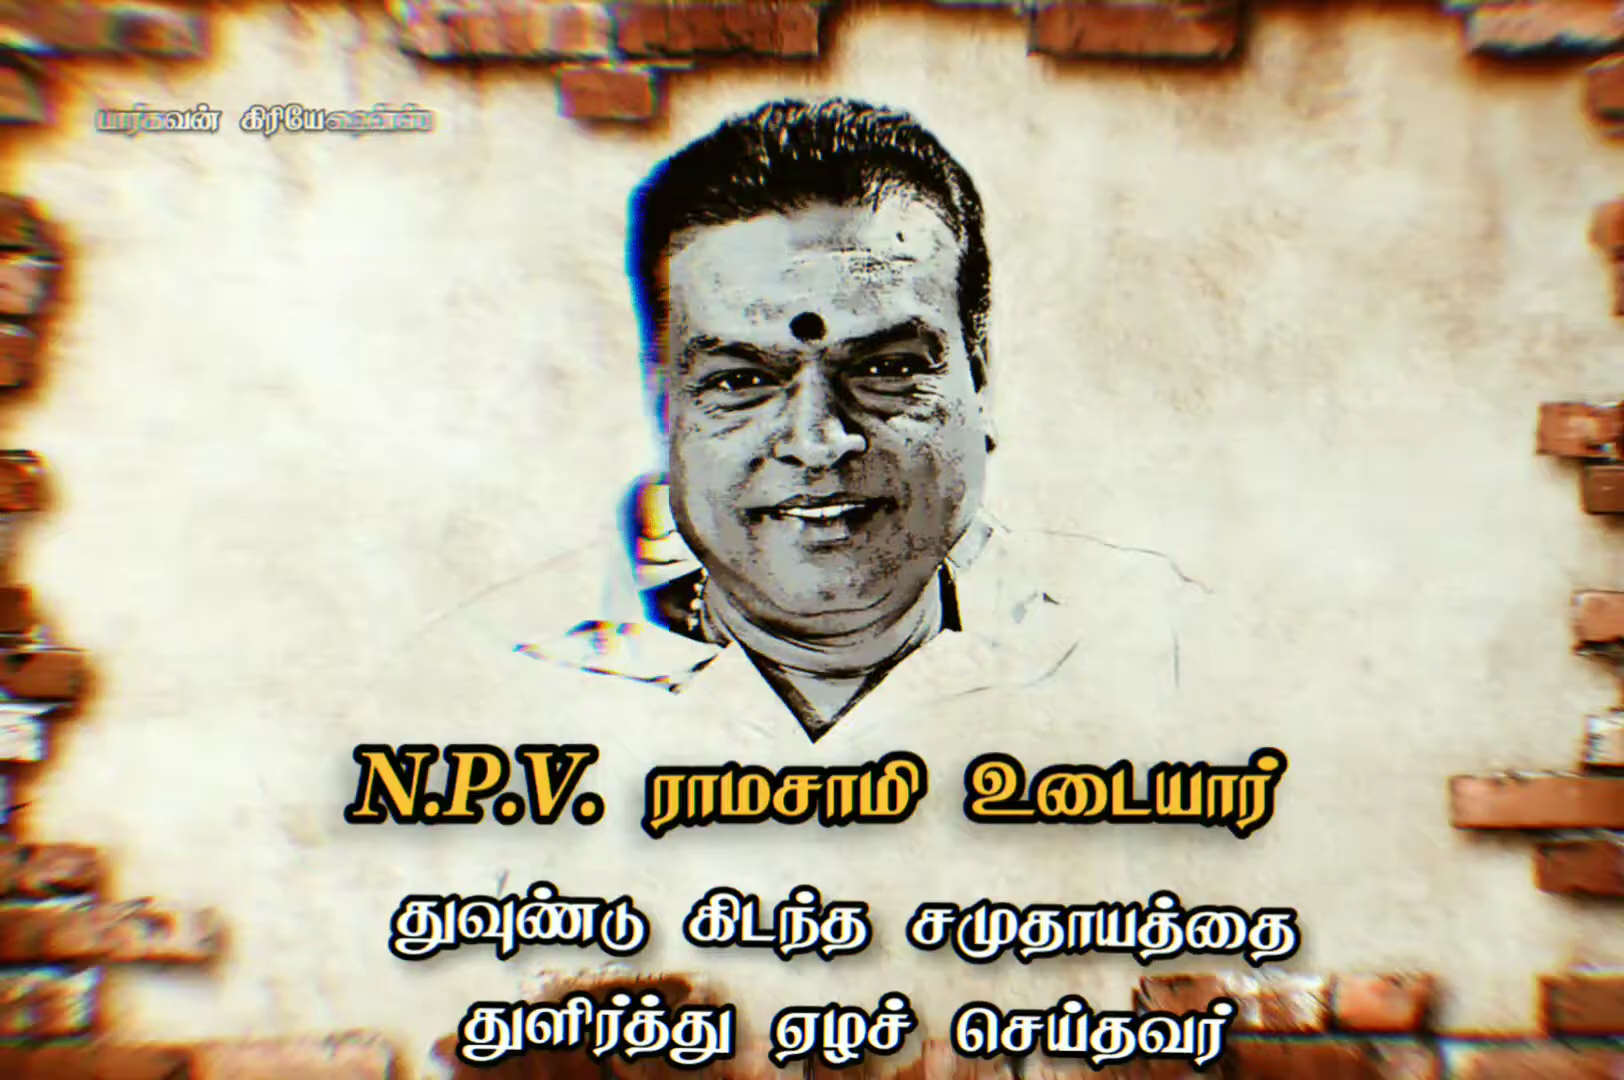 பார்கவன் கிரியேஷன்ஸ்
N.P.V. ராமசாமி உடையார்
துவுண்டு கிடந்த சமுதாயத்தை
துளிர்த்து ஏழச் செய்தவர்